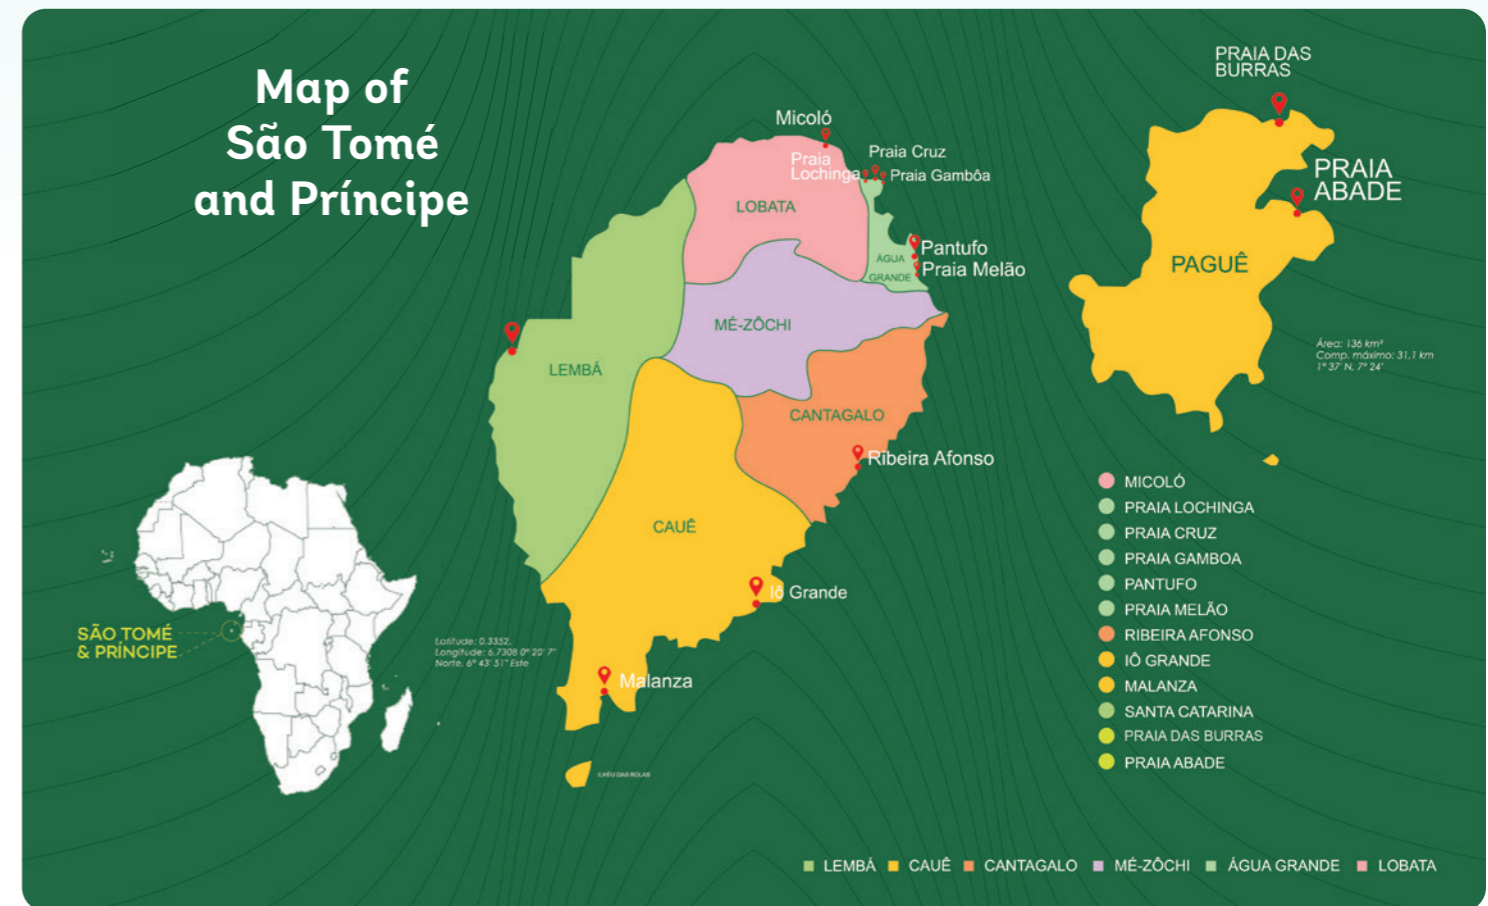 Map of
São Tomé
and Príncipe
PRAIA DAS
BURRAS
PRAIA
ABADE
PAGUÊ
Área: 136 km²
Comp. máximo: 31,1 km
1° 37' N, 7° 24'
Micoló
Praia
Lochinga
Praia Cruz
Praia Gambôa
LOBATA
Pantufo
Praia Melão
ÁGUA
GRANDE
MÉ-ZÔCHI
LEMBÁ
CANTAGALO
Ribeira Afonso
CAUÊ
Iô Grande
Malanza
SÃO TOMÉ
& PRÍNCIPE
Latitude: 0.3352,
Longitude: 6.7308 0° 20' 7"
Norte, 6° 43' 51" Este
MICOLÓ
PRAIA LOCHINGA
PRAIA CRUZ
PRAIA GAMBOA
PANTUFO
PRAIA MELÃO
RIBEIRA AFONSO
IÔ GRANDE
MALANZA
SANTA CATARINA
PRAIA DAS BURRAS
PRAIA ABADE
LEMBÁ CAUÊ CANTAGALO MÉ-ZÔCHI ÁGUA GRANDE LOBATA